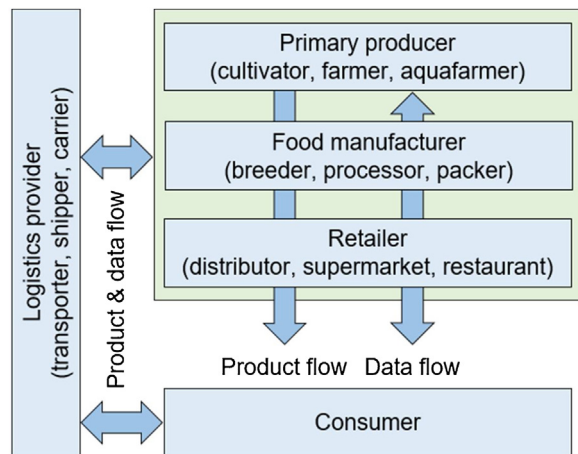 Logistics provider
(transporter, shipper, carrier)
Product & data flow
Primary producer
(cultivator, farmer, aquafarmer)
Food manufacturer
(breeder, processor, packer)
Retailer
(distributor, supermarket, restaurant)
Product flow
Data flow
Consumer